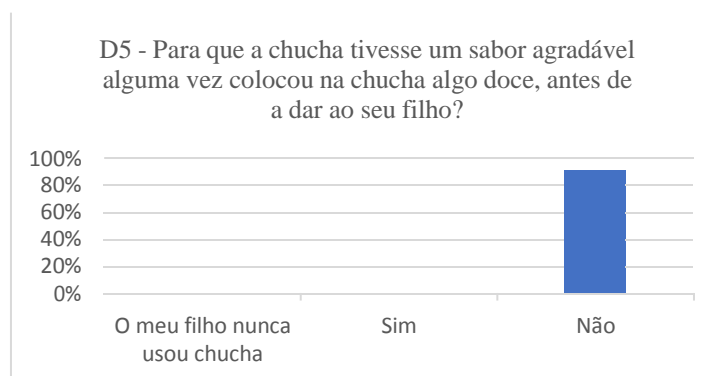 D5 - Para que a chucha tivesse um sabor agradável
alguma vez colocou na chucha algo doce, antes de
a dar ao seu filho?
100%
80%
60%
40%
20%
0%
O meu filho nunca
usou chucha
Sim
Não